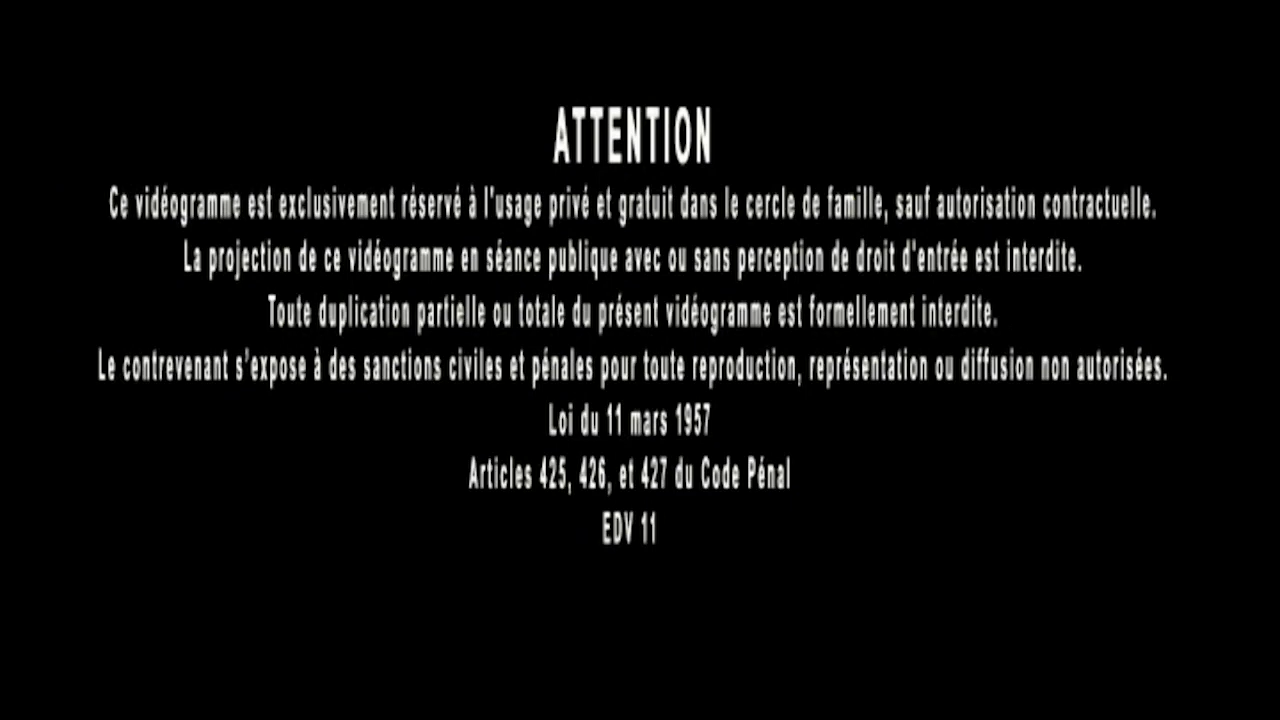 ATTENTION
Ce vidéogramme est exclusivement réservé à l'usage privé et gratuit dans le cercle de famille, sauf autorisation contractuelle.
La projection de ce vidéogramme en séance publique avec ou sans perception de droit d'entrée est interdite.
Toute duplication partielle ou totale du présent vidéogramme est formellement interdite.
Le contrevenant s'expose à des sanctions civiles et pénales pour toute reproduction, représentation ou diffusion non autorisées.
Loi du 11 mars 1957
Articles 425, 426, et 427 du Code Pénal
EDV 11